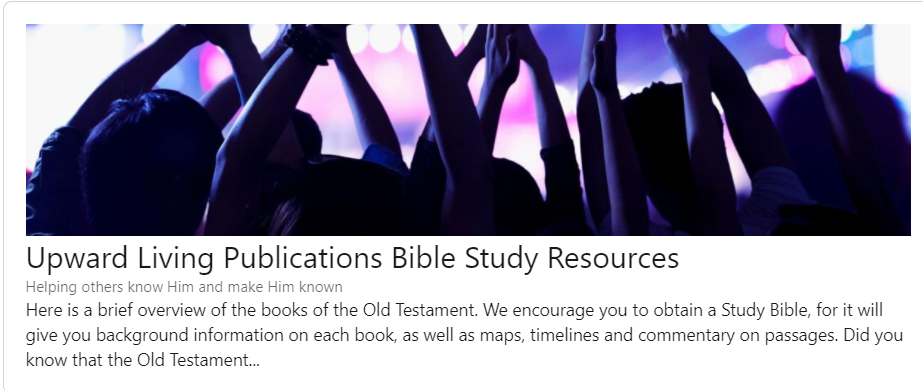 Upward Living Publications Bible Study Resources
Helping others know Him and make Him known
Here is a brief overview of the books of the Old Testament. We encourage you to obtain a Study Bible, for it will
give you background information on each book, as well as maps, timelines and commentary on passages. Did you
know that the Old Testament...